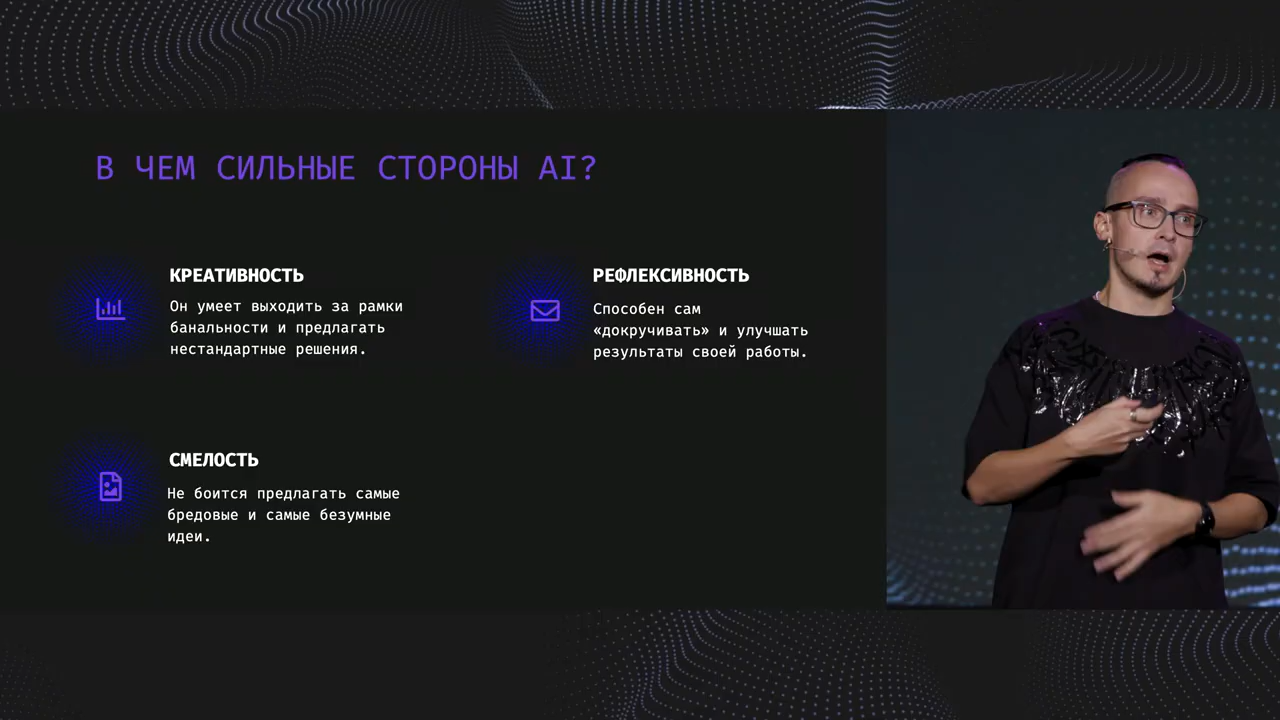 В ЧЕМ СИЛЬНЫЕ СТОРОНЫ AI?
КРЕАТИВНОСТЬ
Он умеет выходить за рамки
банальности и предлагать
нестандартные решения.
РЕФЛЕКСИВНОСТЬ
Способен сам
«докручивать» и улучшать
результаты своей работы.
СМЕЛОСТЬ
Не боится предлагать самые
бредовые и самые безумные
идеи.